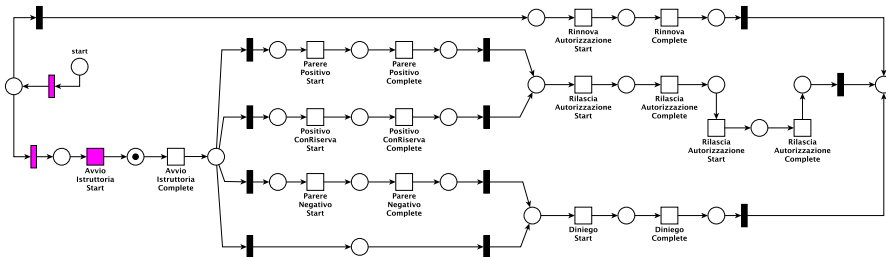 Rinnova
Autorizzazione
Start
Rinnova
Complete
start
Parere
Positivo
Start
Parere
Positivo
Complete
Rilascia
Autorizzazione
Start
Rilascia
Autorizzazione
Complete
Positivo
ConRiserva
Start
Positivo
ConRiserva
Complete
Rilascia
Autorizzazione
Start
Rilascia
Autorizzazione
Complete
Avvio
Istruttoria
Start
Avvio
Istruttoria
Complete
Parere
Negativo
Start
Parere
Negativo
Complete
Diniego
Start
Diniego
Complete